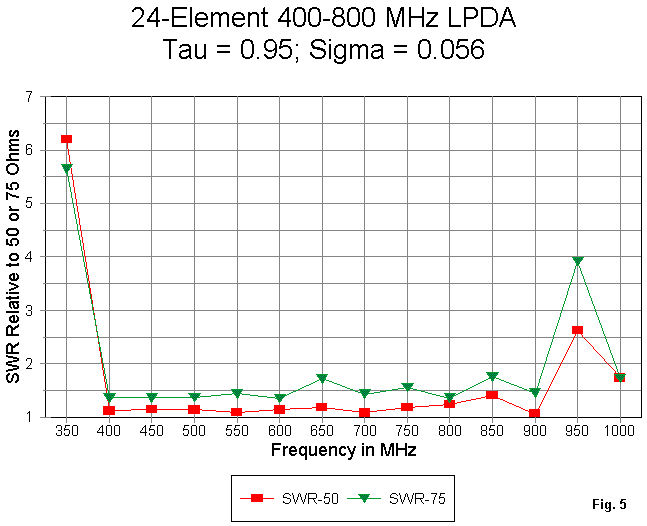 24-Element 400-800 MHz LPDA
Tau = 0.95; Sigma = 0.056
SWR Relative to 50 or 75 Ohms
7
6
5
4
3
2
1
350 400 450 500 550 600 650 700 750 800 850 900 950 1000
Frequency in MHz
SWR-50 SWR-75
Fig. 5